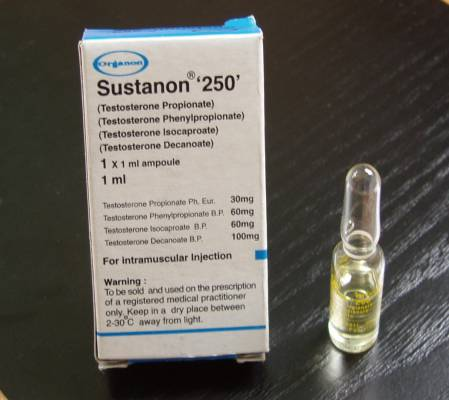 Organon
Sustanon® ‘250’
(Testosterone Propionate)
(Testosterone Phenylpropionate)
(Testosterone Isocaproate)
(Testosterone Decanoate)
1 X 1 ml ampoule
1 ml
Testosterone Propionate Ph. Eur. 30mg
Testosterone Phenylpropionate B.P. 60mg
Testosterone Isocaproate B.P. 60mg
Testosterone Decanoate B.P. 100mg
For intramuscular Injection
Warning :
To be sold and used on the prescription
of a registered medical practitioner
only. Keep in a dry place between
2-30°C away from light.